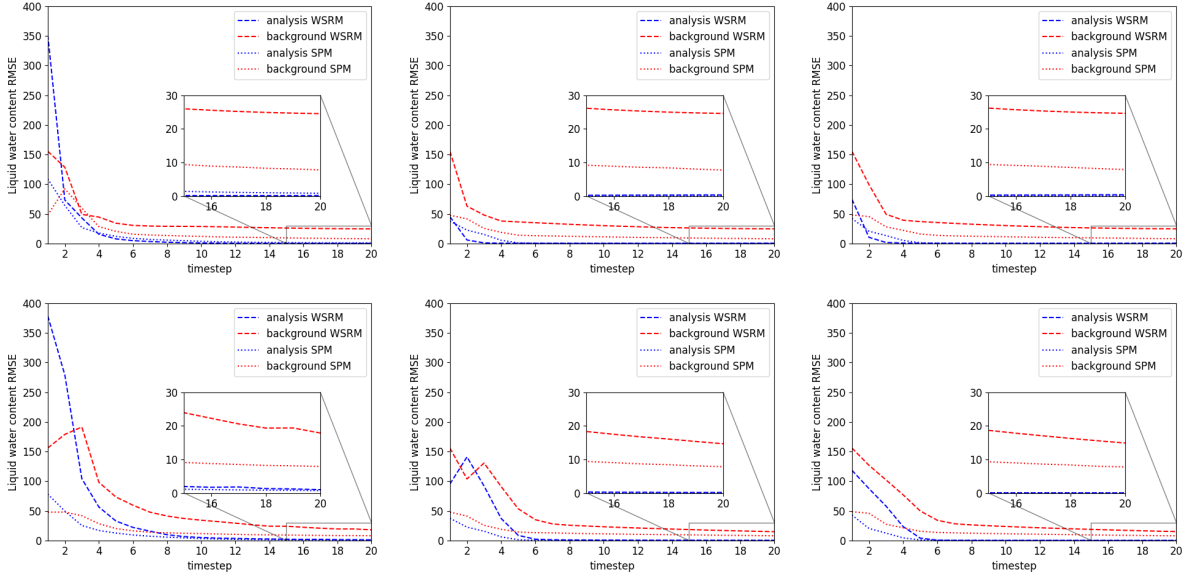 400
350
300
250
200
150
100
50
0
Liquid water content RMSE
analysis WSRM
background WSRM
analysis SPM
background SPM
30
20
10
0
16 18 20
2 4 6 8 10 12 14 16 18 20
timestep
400
350
300
250
200
150
100
50
0
Liquid water content RMSE
analysis WSRM
background WSRM
analysis SPM
background SPM
30
20
10
0
16 18 20
2 4 6 8 10 12 14 16 18 20
timestep
400
350
300
250
200
150
100
50
0
Liquid water content RMSE
analysis WSRM
background WSRM
analysis SPM
background SPM
30
20
10
0
16 18 20
2 4 6 8 10 12 14 16 18 20
timestep
400
350
300
250
200
150
100
50
0
Liquid water content RMSE
analysis WSRM
background WSRM
analysis SPM
background SPM
30
20
10
0
16 18 20
2 4 6 8 10 12 14 16 18 20
timestep
400
350
300
250
200
150
100
50
0
Liquid water content RMSE
analysis WSRM
background WSRM
analysis SPM
background SPM
30
20
10
0
16 18 20
2 4 6 8 10 12 14 16 18 20
timestep
400
350
300
250
200
150
100
50
0
Liquid water content RMSE
analysis WSRM
background WSRM
analysis SPM
background SPM
30
20
10
0
16 18 20
2 4 6 8 10 12 14 16 18 20
timestep